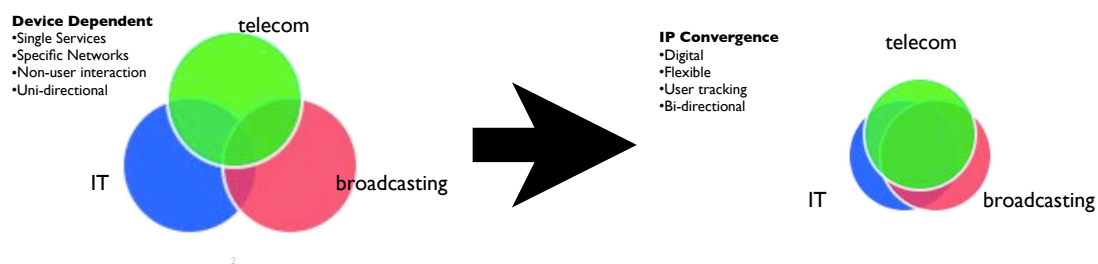 Device Dependent
•Single Services
•Specific Networks
•Non-user interaction
•Uni-directional
telecom
IT
broadcasting
2
IP Convergence
•Digital
•Flexible
•User tracking
•Bi-directional
telecom
IT
broadcasting